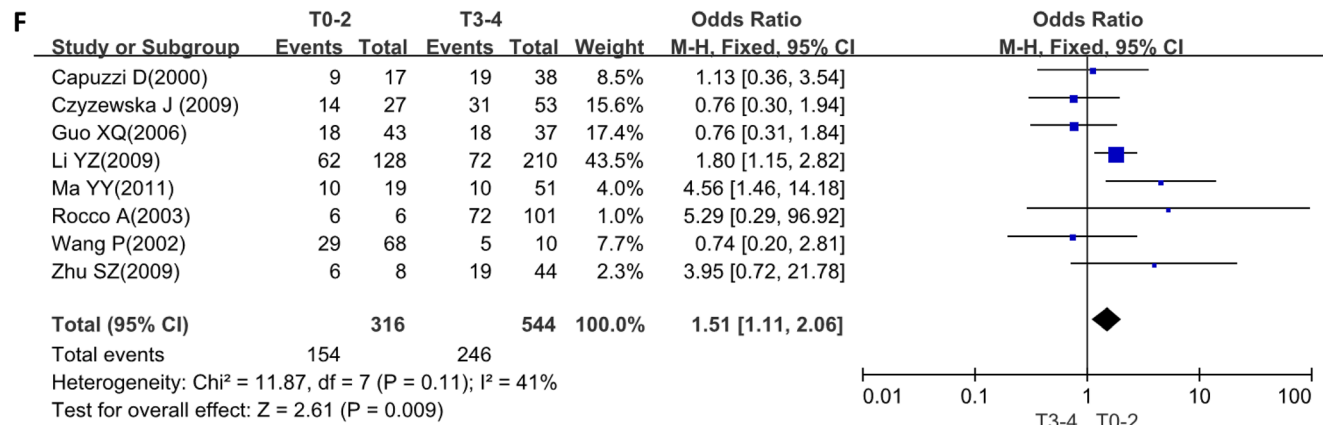 F
T0-2 T3-4 Odds Ratio Odds Ratio
Study or Subgroup Events Total Events Total Weight M-H, Fixed, 95% CI M-H, Fixed, 95% CI
Capuzzi D(2000) 9 17 19 38 8.5% 1.13 [0.36, 3.54]
Czyzewska J (2009) 14 27 31 53 15.6% 0.76 [0.30, 1.94]
Guo XQ(2006) 18 43 18 37 17.4% 0.76 [0.31, 1.84]
Li YZ(2009) 62 128 72 210 43.5% 1.80 [1.15, 2.82]
Ma YY(2011) 10 19 10 51 4.0% 4.56 [1.46, 14.18]
Rocco A(2003) 6 6 72 101 1.0% 5.29 [0.29, 96.92]
Wang P(2002) 29 68 5 10 7.7% 0.74 [0.20, 2.81]
Zhu SZ(2009) 6 8 19 44 2.3% 3.95 [0.72, 21.78]
Total (95% CI) 316 544 100.0% 1.51 [1.11, 2.06]
Total events 154 246
Heterogeneity: Chi² = 11.87, df = 7 (P = 0.11); I² = 41%
Test for overall effect: Z = 2.61 (P = 0.009)
0.01 0.1 1 10 100
T3-4 T0-2